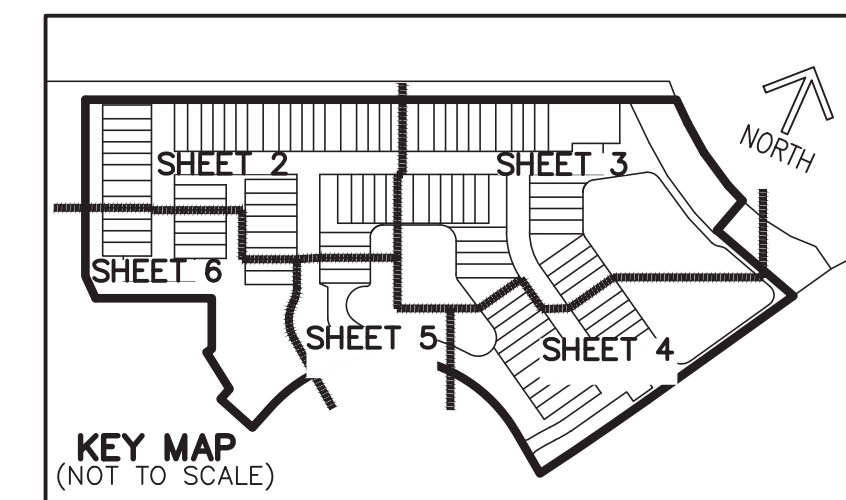 NORTH
SHEET 2
SHEET 3
SHEET 6
SHEET 5
SHEET 4
KEY MAP
(NOT TO SCALE)